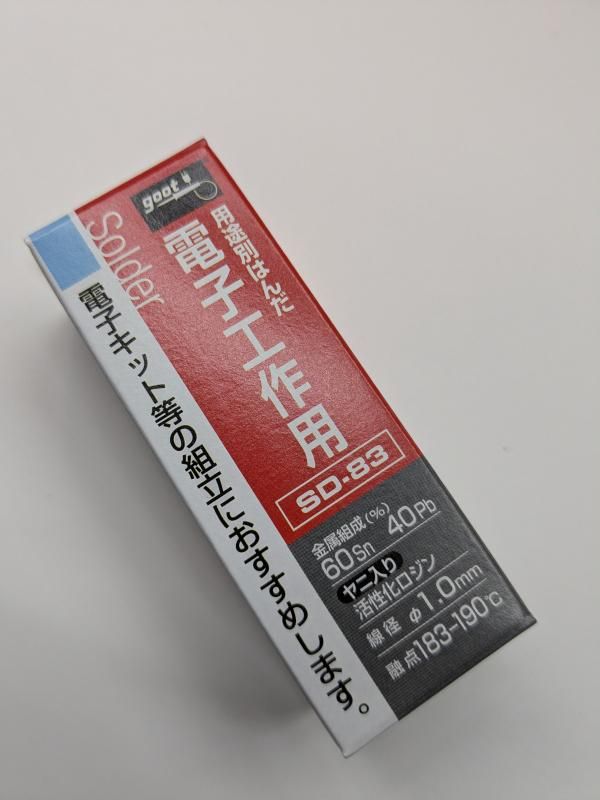 goot
Solder
用途別はんだ
電子工作用
SD-83
金属組成(%)
60Sn 40Pb
ヤニ入り
活性化ロジン
線径 φ1.0mm
融点183-190℃
電子キット等の組立におすすめします。